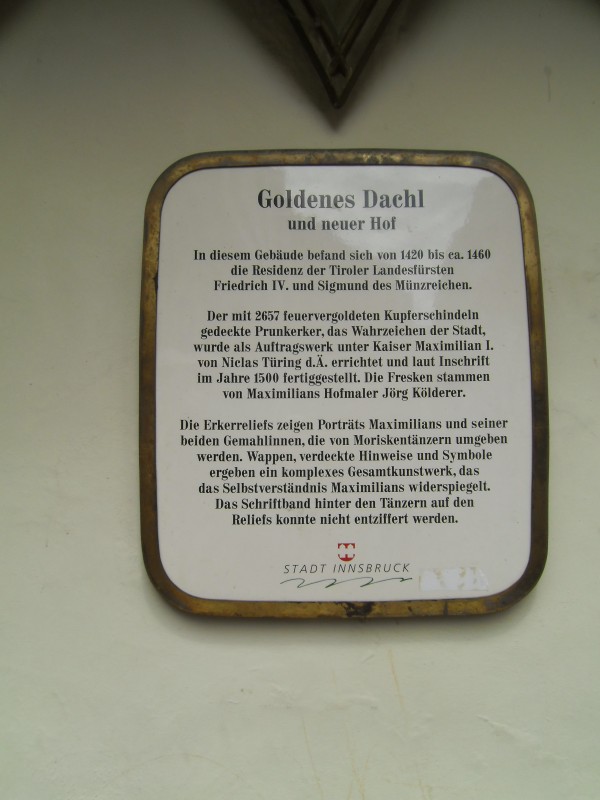 Goldenes Dachl
und neuer Hof
In diesem Gebäude befand sich von 1420 bis ca. 1460
die Residenz der Tiroler Landesfürsten
Friedrich IV. und Sigmund des Münzreichen.
Der mit 2657 feuervergoldeten Kupferschindeln
gedeckte Prunkerker, das Wahrzeichen der Stadt,
wurde als Auftragswerk unter Kaiser Maximilian I.
von Niclas Türing d.Ä. errichtet und laut Inschrift
im Jahre 1500 fertiggestellt. Die Fresken stammen
von Maximilians Hofmaler Jörg Kölderer.
Die Erkerreliefs zeigen Porträts Maximilians und seiner
beiden Gemahlinnen, die von Moriskentänzern umgeben
werden. Wappen, verdeckte Hinweise und Symbole
ergeben ein komplexes Gesamtkunstwerk, das
das Selbstverständnis Maximilians widerspiegelt.
Das Schriftband hinter den Tänzern auf den
Reliefs konnte nicht entziffert werden.
STADT INNSBRUCK